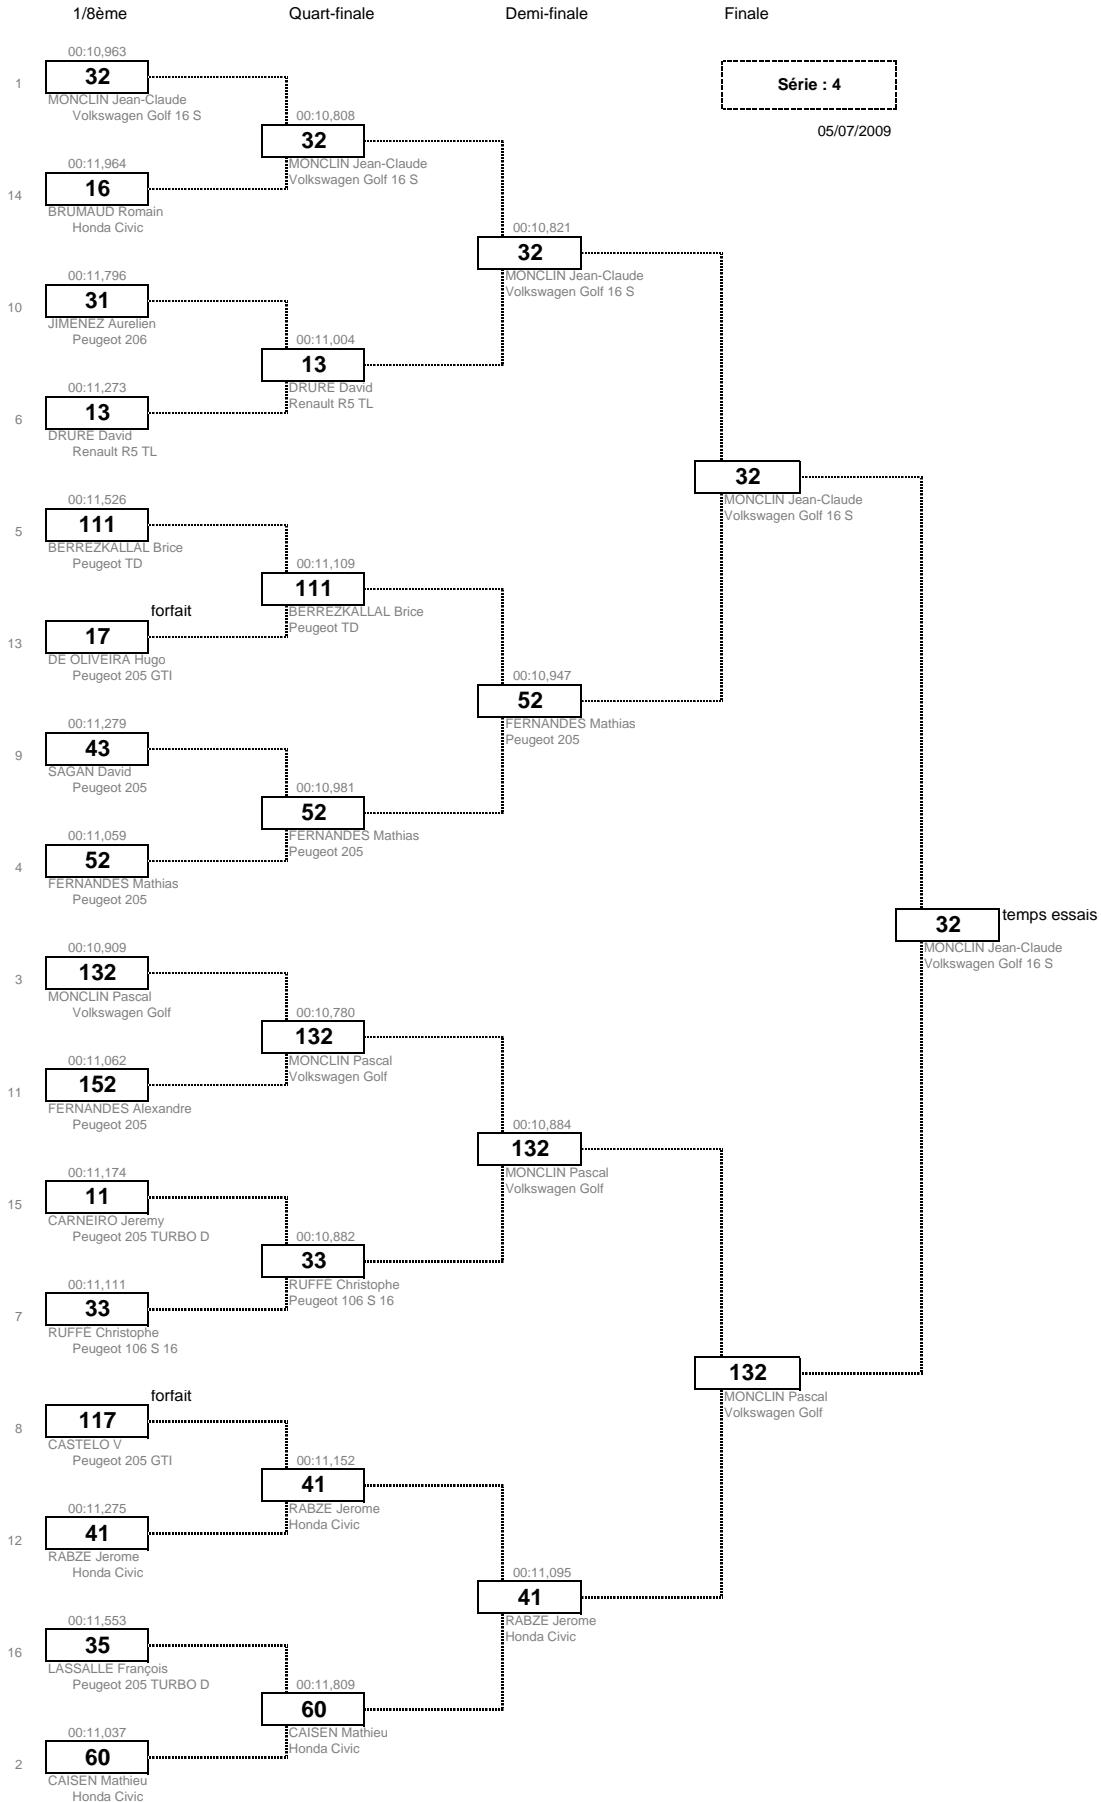 1/8ème Quart-finale Demi-finale Finale
00:10,963
1 32
MONCLIN Jean-Claude
Volkswagen Golf 16 S
Série : 4
05/07/2009
00:10,808
32
MONCLIN Jean-Claude
Volkswagen Golf 16 S
00:11,964
14 16
BRUMAUD Romain
Honda Civic
00:10,821
32
MONCLIN Jean-Claude
Volkswagen Golf 16 S
00:11,796
10 31
JIMENEZ Aurelien
Peugeot 206
00:11,004
13
DRURE David
Renault R5 TL
00:11,273
6 13
DRURE David
Renault R5 TL
32
MONCLIN Jean-Claude
Volkswagen Golf 16 S
00:11,526
5 111
BERREZKALLAL Brice
Peugeot TD
00:11,109
111
BERREZKALLAL Brice
Peugeot TD
forfait
13 17
DE OLIVEIRA Hugo
Peugeot 205 GTI
00:10,947
52
FERNANDES Mathias
Peugeot 205
00:11,279
9 43
SAGAN David
Peugeot 205
00:10,981
52
FERNANDES Mathias
Peugeot 205
00:11,059
4 52
FERNANDES Mathias
Peugeot 205
32 temps essais
MONCLIN Jean-Claude
Volkswagen Golf 16 S
00:10,909
3 132
MONCLIN Pascal
Volkswagen Golf
00:10,780
132
MONCLIN Pascal
Volkswagen Golf
00:11,062
11 152
FERNANDES Alexandre
Peugeot 205
00:10,884
132
MONCLIN Pascal
Volkswagen Golf
00:11,174
15 11
CARNEIRO Jeremy
Peugeot 205 TURBO D
00:10,882
33
RUFFE Christophe
Peugeot 106 S 16
00:11,111
7 33
RUFFE Christophe
Peugeot 106 S 16
132
MONCLIN Pascal
Volkswagen Golf
forfait
8 117
CASTELO V
Peugeot 205 GTI
00:11,152
41
RABZE Jerome
Honda Civic
00:11,275
12 41
RABZE Jerome
Honda Civic
00:11,095
41
RABZE Jerome
Honda Civic
00:11,553
16 35
LASSALLE François
Peugeot 205 TURBO D
00:11,809
60
CAISEN Mathieu
Honda Civic
00:11,037
2 60
CAISEN Mathieu
Honda Civic